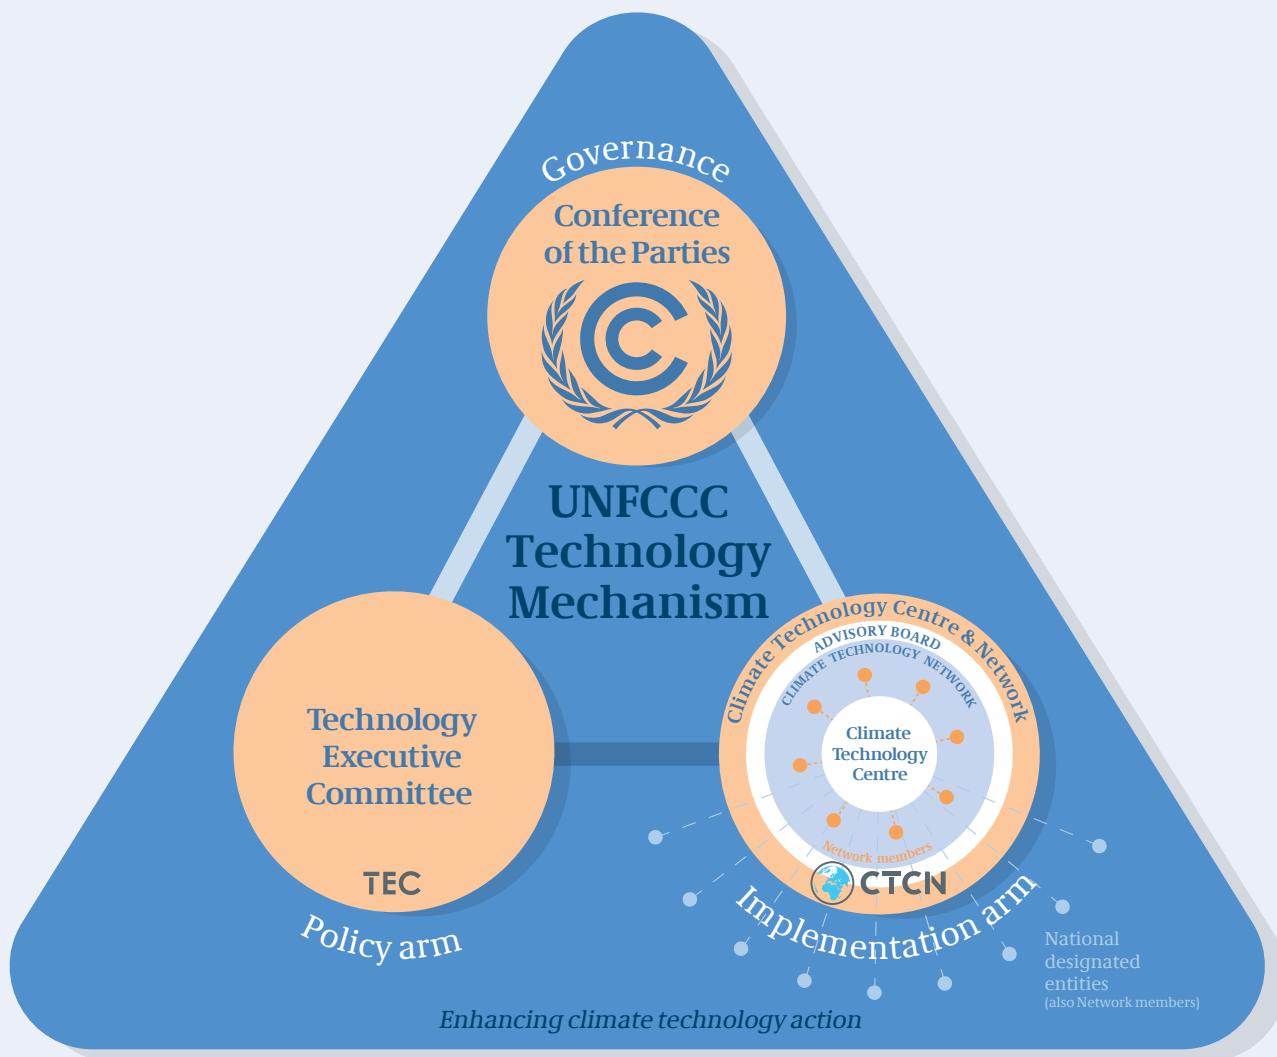 Governance
Conference
of the Parties
UNFCCC
Technology
Mechanism
Technology
Executive
Committee
TEC
Policy arm
Climate Technology Centre & Network
ADVISORY BOARD
CLIMATE TECHNOLOGY NETWORK
Climate
Technology
Centre
Network members
CTCN
Implementation arm
National
designated
entities
(also Network members)
Enhancing climate technology action